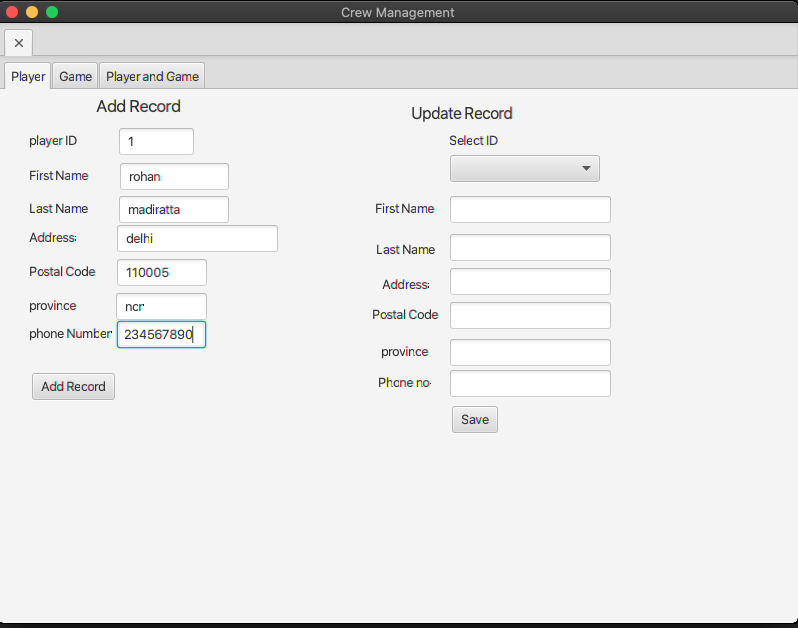 Crew Management
Player Game Player and Game
Add Record
player ID 1
First Name rohan
Last Name madiratta
Address: delhi
Postal Code 110005
province ncr
phone Number 234567890
Add Record
Update Record
Select ID
First Name
Last Name
Address:
Postal Code
province
Phone no
Save